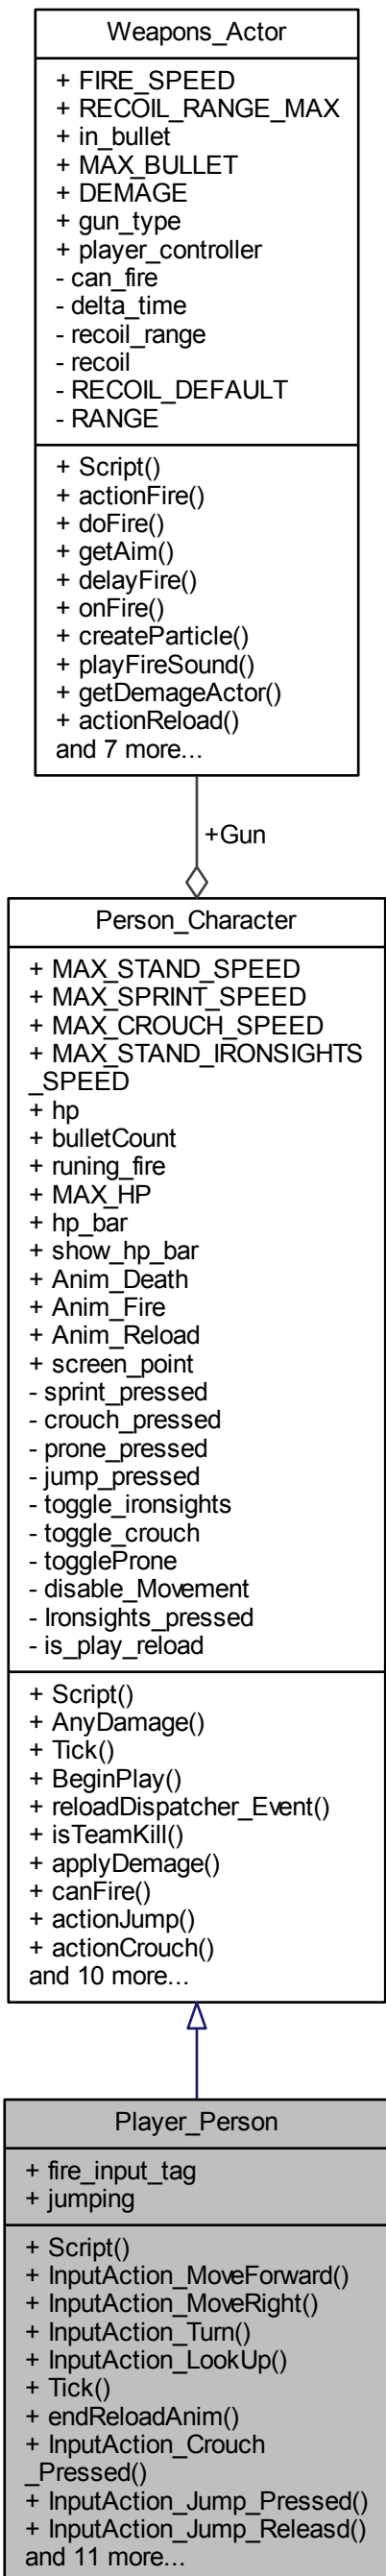 Weapons_Actor
+ FIRE_SPEED
+ RECOIL_RANGE_MAX
+ in_bullet
+ MAX_BULLET
+ DEMAGE
+ gun_type
+ player_controller
- can_fire
- delta_time
- recoil_range
- recoil
- RECOIL_DEFAULT
- RANGE
+ Script()
+ actionFire()
+ doFire()
+ getAim()
+ delayFire()
+ onFire()
+ createParticle()
+ playFireSound()
+ getDemageActor()
+ actionReload()
and 7 more...
+Gun
Person_Character
+ MAX_STAND_SPEED
+ MAX_SPRINT_SPEED
+ MAX_CROUCH_SPEED
+ MAX_STAND_IRONSIGHTS
_SPEED
+ hp
+ bulletCount
+ runing_fire
+ MAX_HP
+ hp_bar
+ show_hp_bar
+ Anim_Death
+ Anim_Fire
+ Anim_Reload
+ screen_point
- sprint_pressed
- crouch_pressed
- prone_pressed
- jump_pressed
- toggle_ironsights
- toggle_crouch
- toggleProne
- disable_Movement
- Ironsights_pressed
- is_play_reload
+ Script()
+ AnyDamage()
+ Tick()
+ BeginPlay()
+ reloadDispatcher_Event()
+ isTeamKill()
+ applyDemage()
+ canFire()
+ actionJump()
+ actionCrouch()
and 10 more...
Player_Person
+ fire_input_tag
+ jumping
+ Script()
+ InputAction_MoveForward()
+ InputAction_MoveRight()
+ InputAction_Turn()
+ InputAction_LookUp()
+ Tick()
+ endReloadAnim()
+ InputAction_Crouch
_Pressed()
+ InputAction_Jump_Pressed()
+ InputAction_Jump_Releasd()
and 11 more...